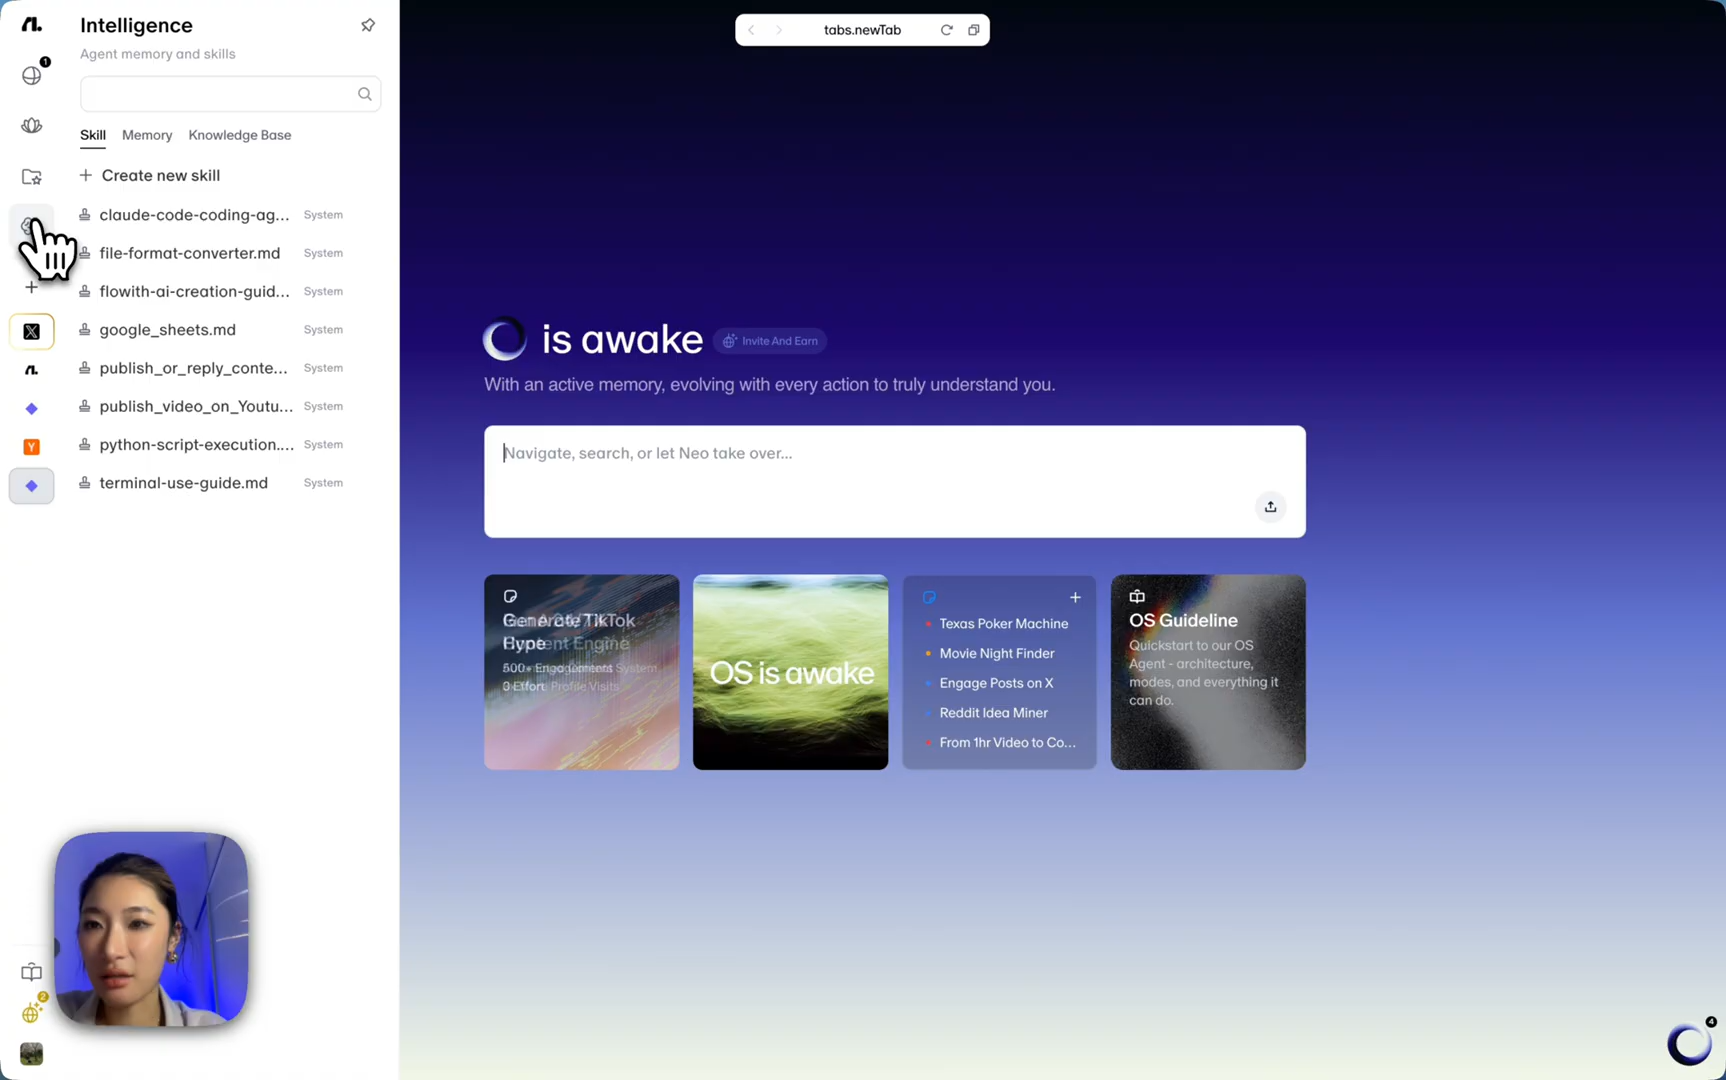 Intelligence
Agent memory and skills
Skill Memory Knowledge Base
Create new skill
claude-code-coding-ag... System
file-format-converter.md System
flowith-ai-creation-guid... System
google_sheets.md System
publish_or_reply_conte... System
publish_video_on_Youtu... System
python-script-execution.... System
terminal-use-guide.md System
1
Y
2
tabs.newTab
is awake
Invite And Earn
With an active memory, evolving with every action to truly understand you.
Navigate, search, or let Neo take over...
Hype
OS is awake
Texas Poker Machine
Movie Night Finder
Engage Posts on X
Reddit Idea Miner
From 1hr Video to Co...
OS Guideline
Quickstart to our OS
Agent - architecture,
modes, and everything it
can do.
4